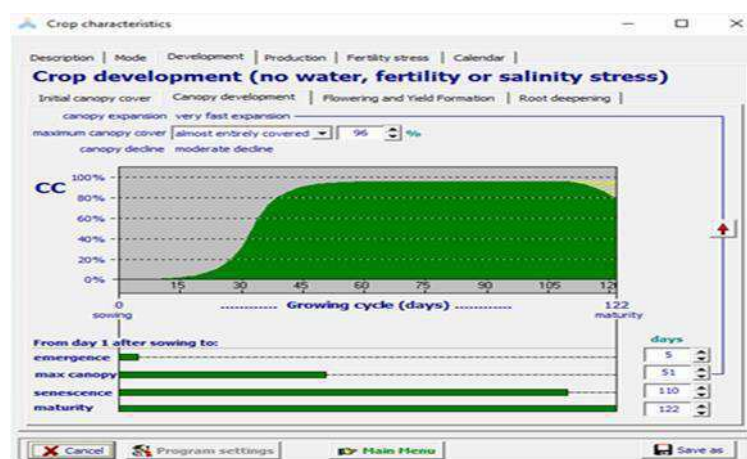 Crop characteristics
Description | Mode | Development | Production | Fertility stress | Calendar |
Crop development (no water, fertility or salinity stress)
Initial canopy cover | Canopy development | Flowering and Yield Formation | Root deepening |
canopy expansion very fast expansion
maximum canopy cover almost entirely covered 96 %
canopy decline moderate decline
CC
100%
80%
60%
40%
20%
0%
15 30 45 60 75 90 105 120
0 ........... Growing cycle (days) ........... 122
sowing maturity
From day 1 after sowing to: days
emergence 5
max canopy 51
senescence 110
maturity 122
Cancel Program settings Main Menu Save as